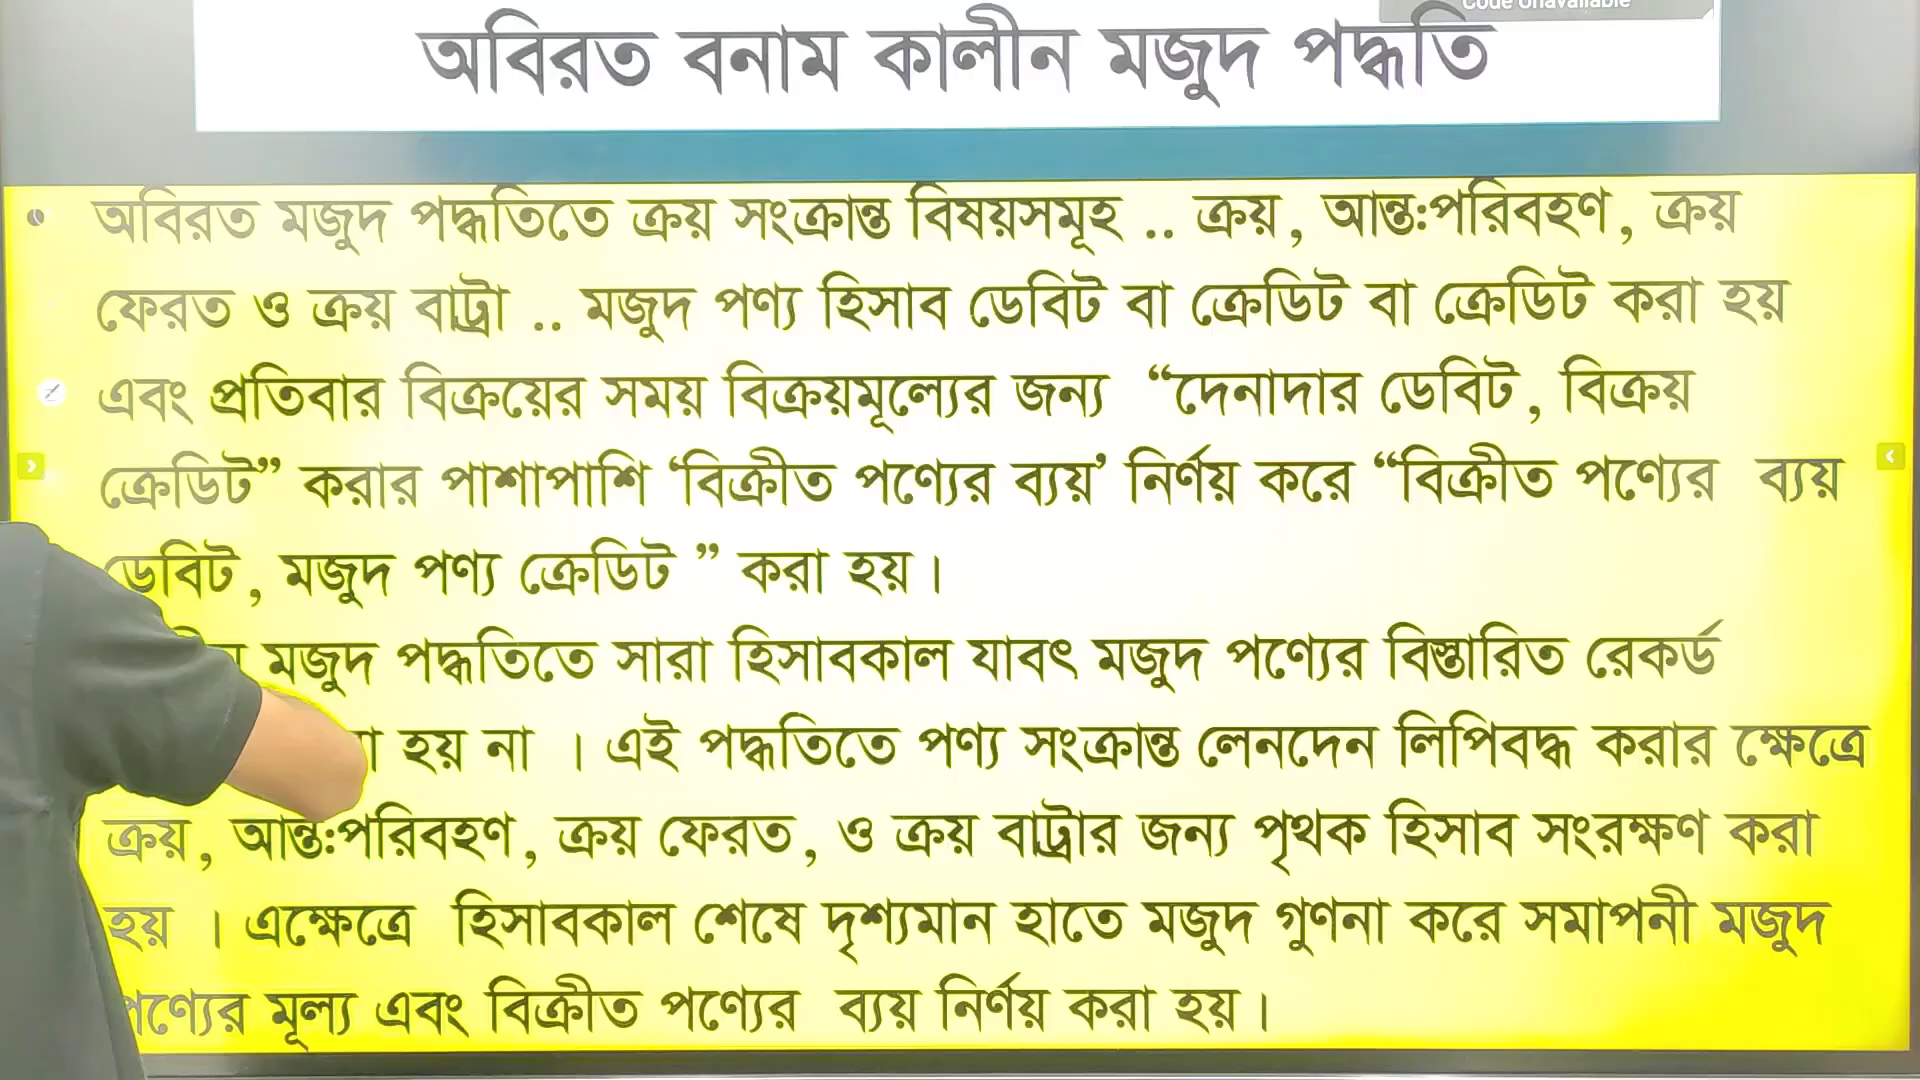 Code Unavailable
অবিরত বনাম কালীন মজুদ পদ্ধতি
অবিরত মজুদ পদ্ধতিতে ক্রয় সংক্রান্ত বিষয়সমূহ .. ক্রয়, আন্ত:পরিবহণ, ক্রয়
ফেরত ও ক্রয় বাট্টা .. মজুদ পণ্য হিসাব ডেবিট বা ক্রেডিট বা ক্রেডিট করা হয়
এবং প্রতিবার বিক্রয়ের সময় বিক্রয়মূল্যের জন্য “দেনাদার ডেবিট, বিক্রয়
ক্রেডিট” করার পাশাপাশি ‘বিক্রীত পণ্যের ব্যয়’ নির্ণয় করে “বিক্রীত পণ্যের ব্যয়
ডেবিট, মজুদ পণ্য ক্রেডিট ” করা হয়।
মজুদ পদ্ধতিতে সারা হিসাবকাল যাবৎ মজুদ পণ্যের বিস্তারিত রেকর্ড
হয় না । এই পদ্ধতিতে পণ্য সংক্রান্ত লেনদেন লিপিবদ্ধ করার ক্ষেত্রে
ক্রয়, আন্ত:পরিবহণ, ক্রয় ফেরত, ও ক্রয় বাট্টার জন্য পৃথক হিসাব সংরক্ষণ করা
হয় । এক্ষেত্রে হিসাবকাল শেষে দৃশ্যমান হাতে মজুদ গুণনা করে সমাপনী মজুদ
পণ্যের মূল্য এবং বিক্রীত পণ্যের ব্যয় নির্ণয় করা হয়।